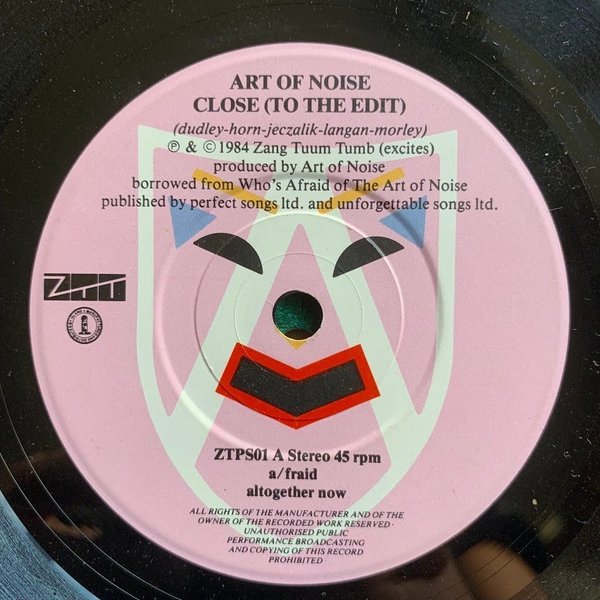 ART OF NOISE
CLOSE (TO THE EDIT)
(dudley-horn-jeczalik-langan-morley)
Ⓟ & © 1984 Zang Tuum Tumb (excites)
produced by Art of Noise
borrowed from Who's Afraid of The Art of Noise
published by perfect songs ltd. and unforgettable songs ltd.
ZTT
ZTPS01 A Stereo 45 rpm
a/fraid
altogether now
ALL RIGHTS OF THE MANUFACTURER AND OF THE
OWNER OF THE RECORDED WORK RESERVED
UNAUTHORISED PUBLIC
PERFORMANCE BROADCASTING
AND COPYING OF THIS RECORD
PROHIBITED